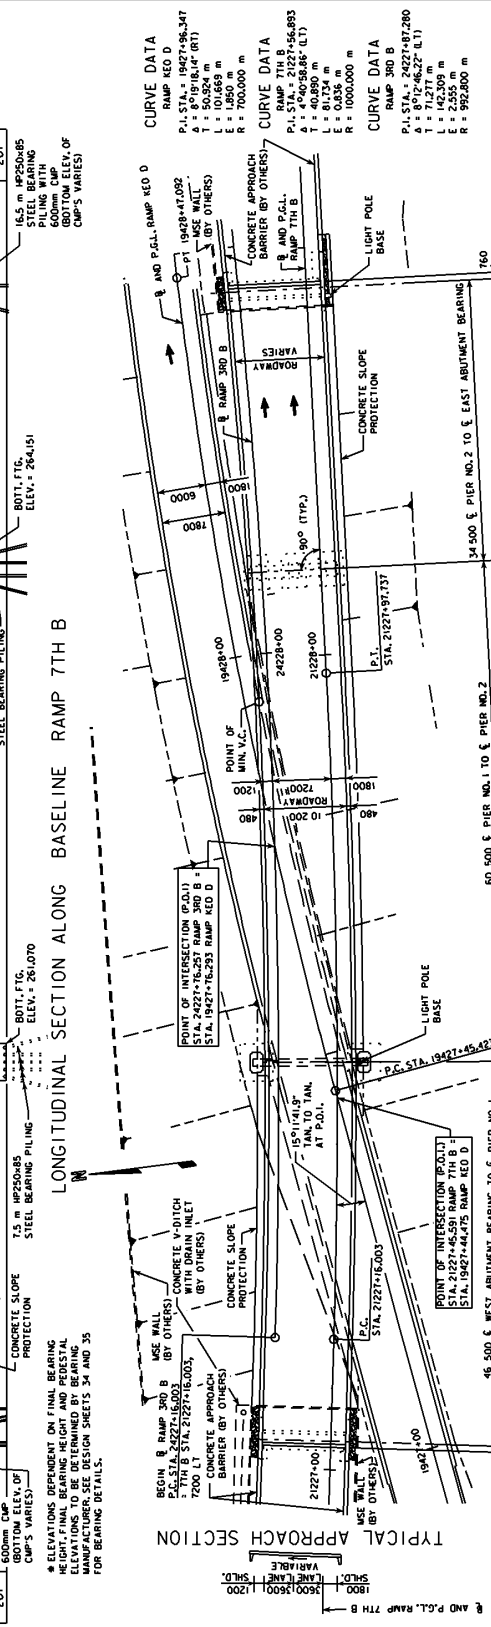 CURVE DATA
RAMP KEO D
P.I. STA. = 19427+96.347
Δ = 8°19'18.14" (RT)
T = 50.924 m
L = 101.669 m
E = 1.850 m
R = 700.000 m
CURVE DATA
RAMP 7TH B
P.I. STA. = 21227+56.893
Δ = 4°40'58.86" (LT)
T = 40.890 m
L = 81.734 m
E = 0.836 m
R = 1000.000 m
CURVE DATA
RAMP 3RD B
P.I. STA. = 24227+87.280
Δ = 8°12'46.22" (LT)
T = 71.277 m
L = 142.309 m
E = 2.555 m
R = 992.800 m
16.5 m HP250x85
STEEL BEARING
PILING WITH
600mm CMP
(BOTTOM ELEV. OF
CMP'S VARIES)
BOTT. FTG.
ELEV. = 264.151
STEEL BEARING PILING
BOTT. FTG.
ELEV. = 261.070
7.5 m HP250x85
STEEL BEARING PILING
CONCRETE SLOPE
PROTECTION
600mm CMP
(BOTTOM ELEV. OF
CMP'S VARIES)
LONGITUDINAL SECTION ALONG BASELINE RAMP 7TH B
* ELEVATIONS DEPENDENT ON FINAL BEARING
HEIGHT. FINAL BEARING HEIGHT AND PEDESTAL
ELEVATIONS TO BE DETERMINED BY BEARING
MANUFACTURER. SEE DESIGN SHEETS 34 AND 35
FOR BEARING DETAILS.
N
℄ AND P.G.L. RAMP KEO D
PT 19428+47.092
MSE WALL
(BY OTHERS)
CONCRETE APPROACH
BARRIER (BY OTHERS)
℄ AND P.G.L.
RAMP 7TH B
LIGHT POLE
BASE
ROADWAY
VARIES
℄ RAMP 3RD B
CONCRETE SLOPE
PROTECTION
6000
1800
7800
90° (TYP.)
19428+00
24228+00
21228+00
P.T.
STA. 21227+97.737
POINT OF
MIN. V.C.
1200
7200
1800
480
ROADWAY
10 200
480
POINT OF INTERSECTION (P.O.I.)
STA. 24227+76.257 RAMP 3RD B =
STA. 19427+76.293 RAMP KEO D
LIGHT POLE
BASE
P.C. STA. 19427+45.423
15°11'41.9"
TAN. TO TAN.
AT P.O.I.
POINT OF INTERSECTION (P.O.I.)
STA. 21227+45.591 RAMP 7TH B =
STA. 19427+44.475 RAMP KEO D
CONCRETE V-DITCH
WITH DRAIN INLET
(BY OTHERS)
CONCRETE SLOPE
PROTECTION
MSE WALL
(BY OTHERS)
P.C.
STA. 21227+16.003
BEGIN ℄ RAMP 3RD B
P.C. STA. 24227+16.003
= 7TH B STA. 21227+16.003,
7200 LT
CONCRETE APPROACH
BARRIER (BY OTHERS)
21227+00
19427+00
MSE WALL
(BY OTHERS)
760
34 500 ℄ PIER NO. 2 TO ℄ EAST ABUTMENT BEARING
60 500 ℄ PIER NO. 1 TO ℄ PIER NO. 2
46 500 ℄ WEST ABUTMENT BEARING TO ℄ PIER NO. 1
TYPICAL APPROACH SECTION
VARIABLE
SHLD. LANE LANE SHLD.
1800 3600 3600 1200
℄ AND P.G.L. RAMP 7TH B